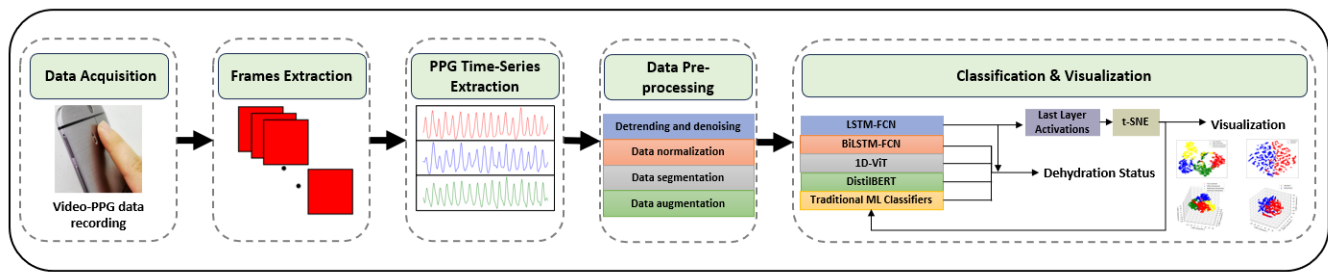 Data Acquisition
Video-PPG data
recording
Frames Extraction
PPG Time-Series
Extraction
Data Pre-
processing
Detrending and denoising
Data normalization
Data segmentation
Data augmentation
Classification & Visualization
LSTM-FCN
BiLSTM-FCN
1D-ViT
DistilBERT
Traditional ML Classifiers
Last Layer
Activations
t-SNE
Visualization
Dehydration Status